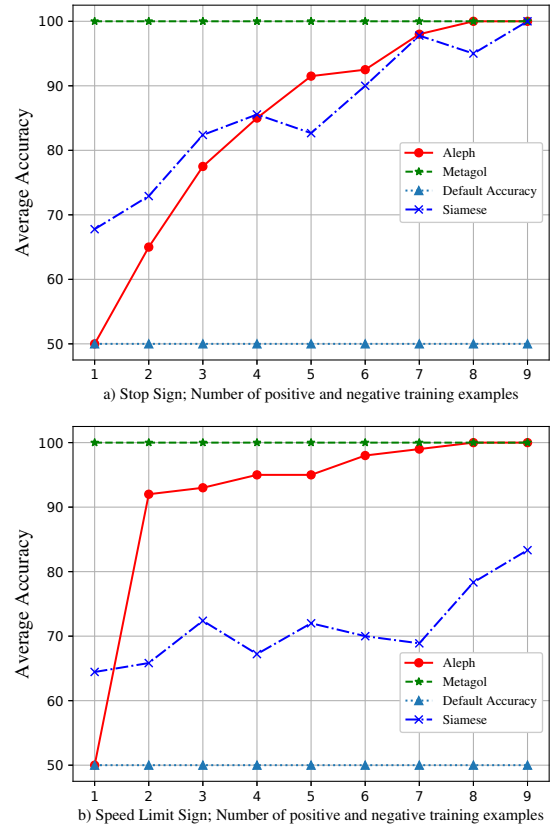 100
90
80
70
60
50
Average Accuracy
Aleph
Metagol
Default Accuracy
Siamese
1 2 3 4 5 6 7 8 9
a) Stop Sign; Number of positive and negative training examples
100
90
80
70
60
50
Average Accuracy
Aleph
Metagol
Default Accuracy
Siamese
1 2 3 4 5 6 7 8 9
b) Speed Limit Sign; Number of positive and negative training examples